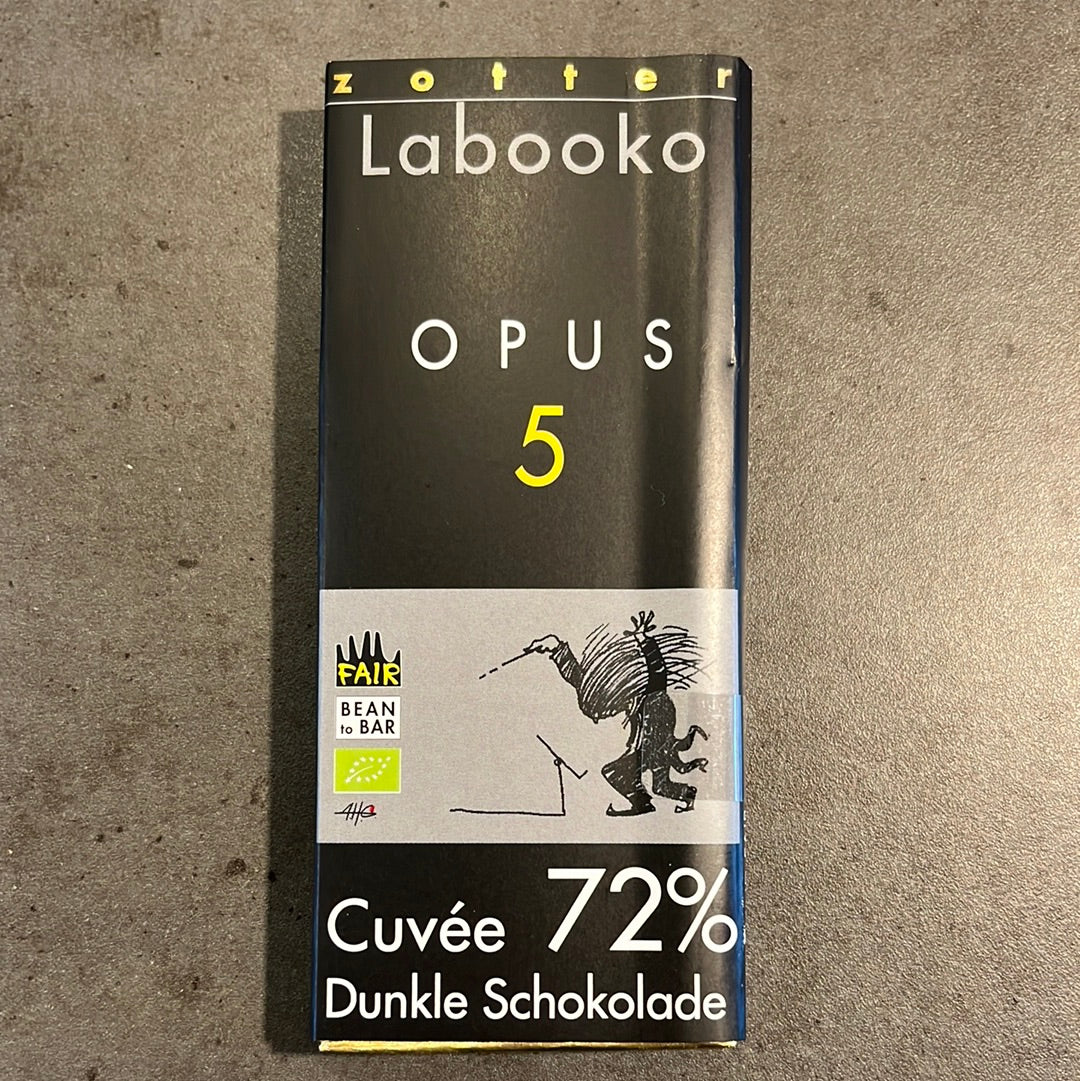 zotter
Labooko
OPUS
5
FAIR
BEAN
to BAR
Cuvée 72%
Dunkle Schokolade